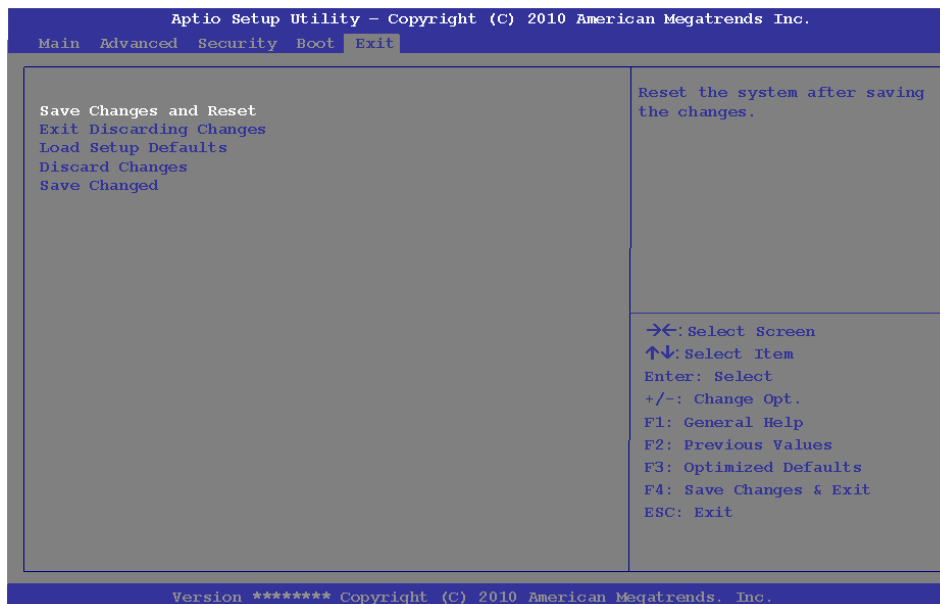 Aptio Setup Utility – Copyright (C) 2010 American Megatrends Inc.
Main Advanced Security Boot Exit
Save Changes and Reset
Exit Discarding Changes
Load Setup Defaults
Discard Changes
Save Changed
Reset the system after saving
the changes.
→←: Select Screen
↑↓: Select Item
Enter: Select
+/-: Change Opt.
F1: General Help
F2: Previous Values
F3: Optimized Defaults
F4: Save Changes & Exit
ESC: Exit
Version ******** Copyright (C) 2010 American Megatrends. Inc.